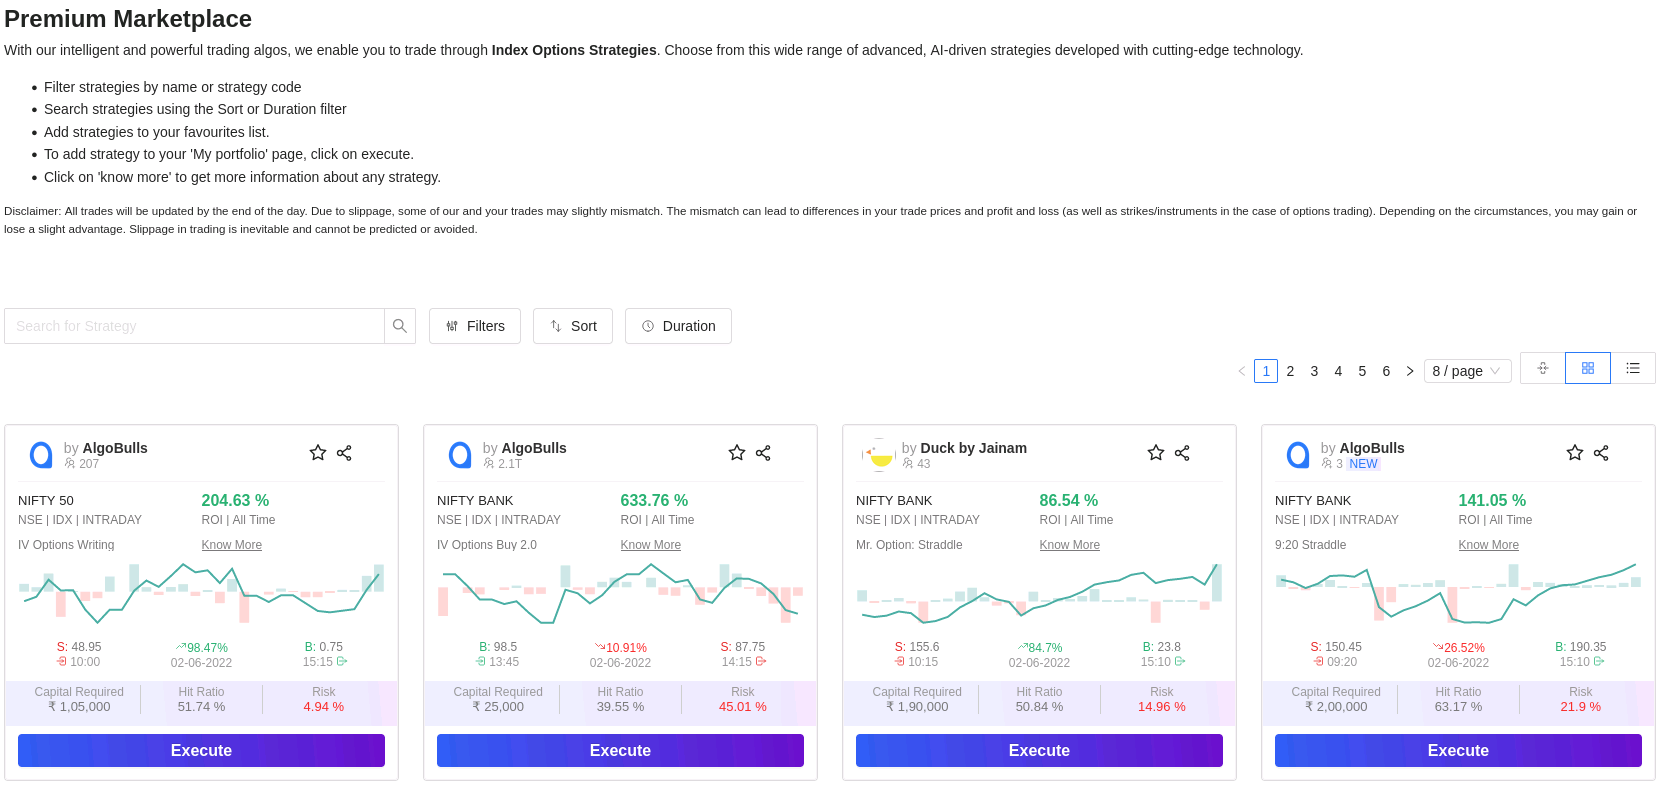 Premium Marketplace
With our intelligent and powerful trading algos, we enable you to trade through Index Options Strategies. Choose from this wide range of advanced, AI-driven strategies developed with cutting-edge technology.
• Filter strategies by name or strategy code
• Search strategies using the Sort or Duration filter
• Add strategies to your favourites list.
• To add strategy to your 'My portfolio' page, click on execute.
• Click on 'know more' to get more information about any strategy.
Disclaimer: All trades will be updated by the end of the day. Due to slippage, some of our and your trades may slightly mismatch. The mismatch can lead to differences in your trade prices and profit and loss (as well as strikes/instruments in the case of options trading). Depending on the circumstances, you may gain or
lose a slight advantage. Slippage in trading is inevitable and cannot be predicted or avoided.
Search for Strategy
Filters
Sort
Duration
1 2 3 4 5 6
8 / page
by AlgoBulls
207
NIFTY 50
204.63 %
NSE | IDX | INTRADAY
ROI | All Time
IV Options Writing
Know More
S: 48.95
98.47%
B: 0.75
10:00
02-06-2022
15:15
Capital Required
Hit Ratio
Risk
₹ 1,05,000
51.74 %
4.94 %
Execute
by AlgoBulls
2.1T
NIFTY BANK
633.76 %
NSE | IDX | INTRADAY
ROI | All Time
IV Options Buy 2.0
Know More
B: 98.5
10.91%
S: 87.75
13:45
02-06-2022
14:15
Capital Required
Hit Ratio
Risk
₹ 25,000
39.55 %
45.01 %
Execute
by Duck by Jainam
43
NIFTY BANK
86.54 %
NSE | IDX | INTRADAY
ROI | All Time
Mr. Option: Straddle
Know More
S: 155.6
84.7%
B: 23.8
10:15
02-06-2022
15:10
Capital Required
Hit Ratio
Risk
₹ 1,90,000
50.84 %
14.96 %
Execute
by AlgoBulls
3 NEW
NIFTY BANK
141.05 %
NSE | IDX | INTRADAY
ROI | All Time
9:20 Straddle
Know More
S: 150.45
26.52%
B: 190.35
09:20
02-06-2022
15:10
Capital Required
Hit Ratio
Risk
₹ 2,00,000
63.17 %
21.9 %
Execute